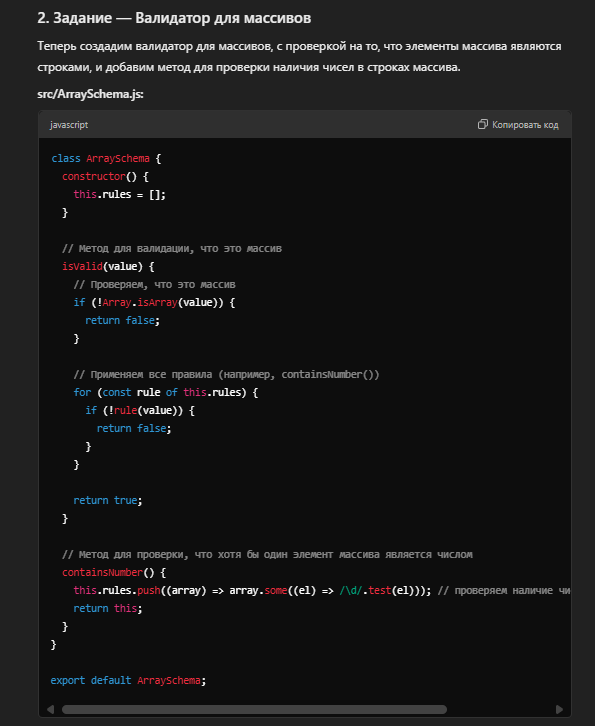 2. Задание — Валидатор для массивов
Теперь создадим валидатор для массивов, с проверкой на то, что элементы массива являются
строками, и добавим метод для проверки наличия чисел в строках массива.
src/ArraySchema.js:
javascript
Копировать код
class ArraySchema {
  constructor() {
    this.rules = [];
  }

  // Метод для валидации, что это массив
  isValid(value) {
    // Проверяем, что это массив
    if (!Array.isArray(value)) {
      return false;
    }

    // Применяем все правила (например, containsNumber())
    for (const rule of this.rules) {
      if (!rule(value)) {
        return false;
      }
    }

    return true;
  }

  // Метод для проверки, что хотя бы один элемент массива является числом
  containsNumber() {
    this.rules.push((array) => array.some((el) => /\d/.test(el))); // проверяем наличие
    return this;
  }
}

export default ArraySchema;